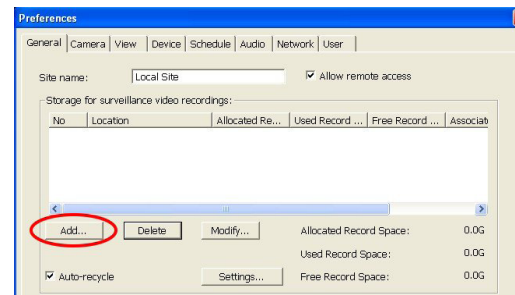 Preferences
General Camera View Device Schedule Audio Network User
Site name: Local Site Allow remote access
Storage for surveillance video recordings:
No Location Allocated Re... Used Record ... Free Record ... Associat
Add... Delete Modify... Allocated Record Space: 0.0G
Used Record Space: 0.0G
Auto-recycle Settings... Free Record Space: 0.0G